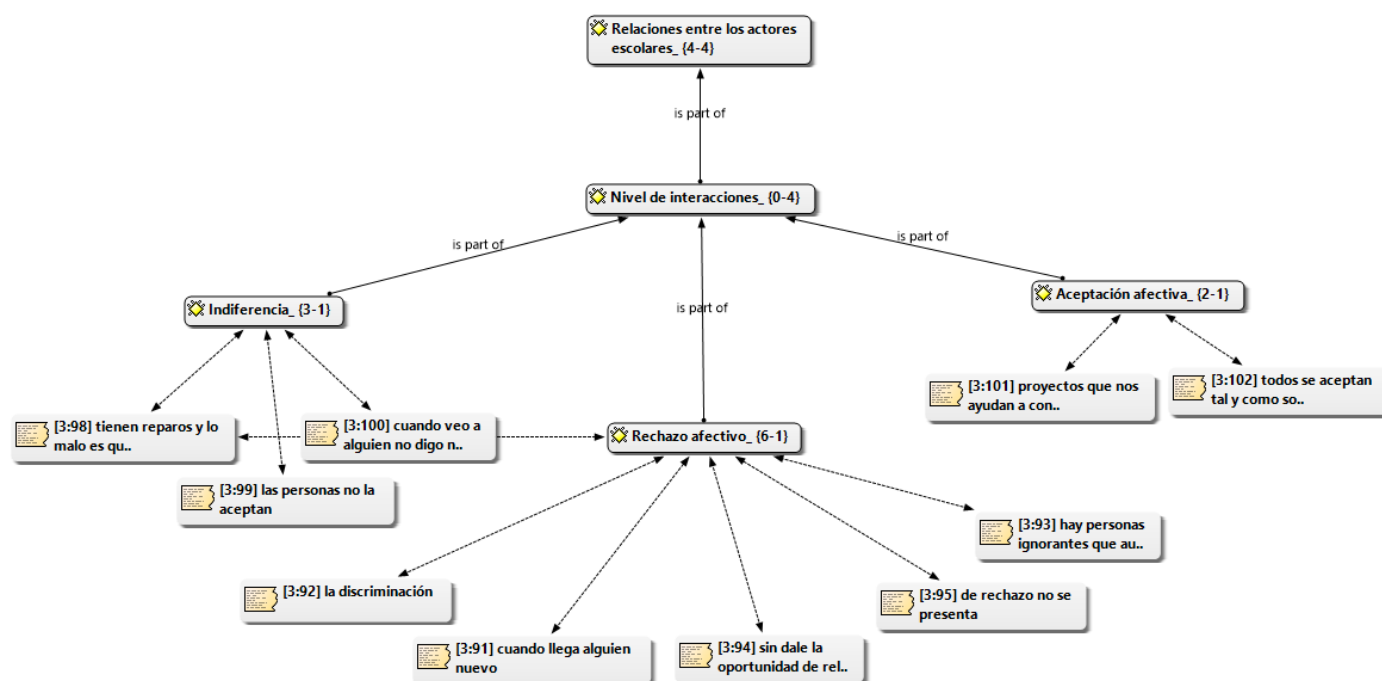 Relaciones entre los actores
escolares_ {4-4}
is part of
Nivel de interacciones_ {0-4}
is part of
is part of
is part of
Indiferencia_ {3-1}
Aceptación afectiva_ {2-1}
[3:98] tienen reparos y lo
malo es qu..
[3:100] cuando veo a
alguien no digo n..
[3:99] las personas no la
aceptan
Rechazo afectivo_ {6-1}
[3:101] proyectos que nos
ayudan a con..
[3:102] todos se aceptan
tal y como so..
[3:92] la discriminación
[3:91] cuando llega alguien
nuevo
[3:94] sin dale la
oportunidad de rel..
[3:95] de rechazo no se
presenta
[3:93] hay personas
ignorantes que au..